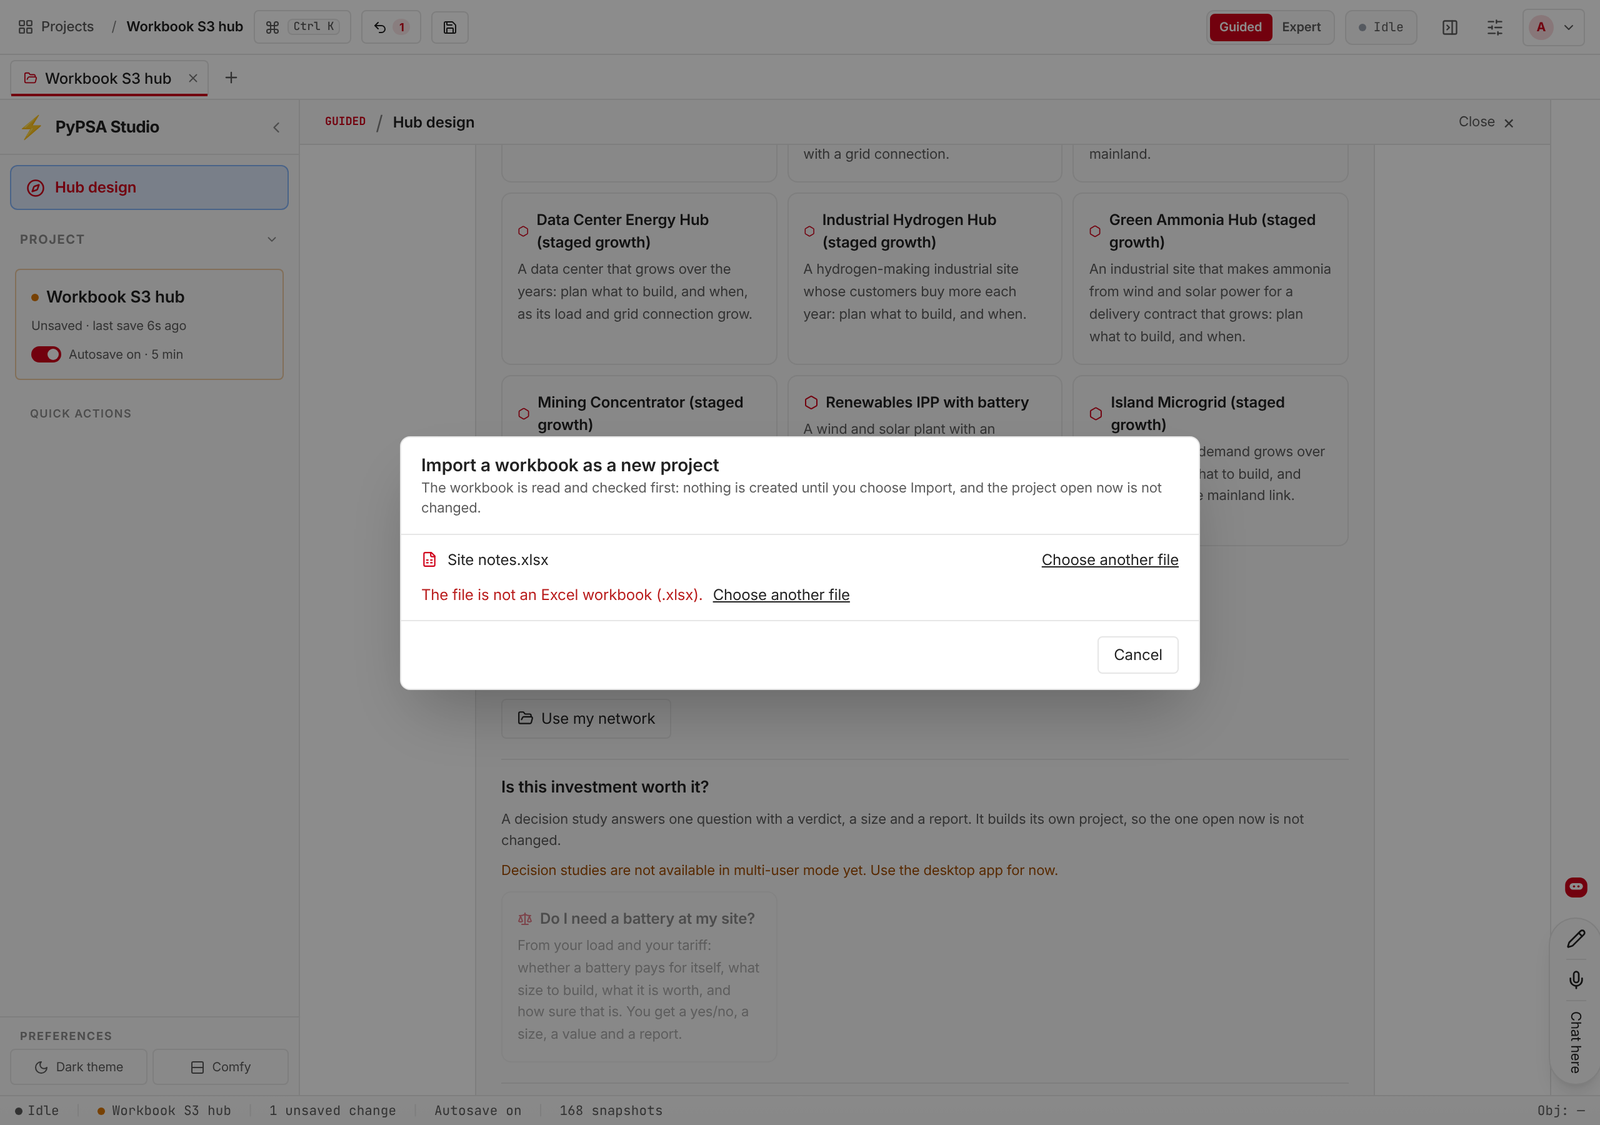 Projects / Workbook S3 hub Ctrl K 1 Guided Expert Idle A
Workbook S3 hub
PyPSA Studio
GUIDED / Hub design Close
Hub design
PROJECT
Workbook S3 hub
Unsaved · last save 6s ago
Autosave on · 5 min
QUICK ACTIONS
with a grid connection.
mainland.
Data Center Energy Hub
(staged growth)
A data center that grows over the
years: plan what to build, and when,
as its load and grid connection grow.
Industrial Hydrogen Hub
(staged growth)
A hydrogen-making industrial site
whose customers buy more each
year: plan what to build, and when.
Green Ammonia Hub (staged
growth)
An industrial site that makes ammonia
from wind and solar power for a
delivery contract that grows: plan
what to build, and when.
Mining Concentrator (staged
growth)
Renewables IPP with battery
A wind and solar plant with an
Island Microgrid (staged
growth)
demand grows over
hat to build, and
mainland link.
Import a workbook as a new project
The workbook is read and checked first: nothing is created until you choose Import, and the project open now is not
changed.
Site notes.xlsx Choose another file
The file is not an Excel workbook (.xlsx). Choose another file
Cancel
Use my network
Is this investment worth it?
A decision study answers one question with a verdict, a size and a report. It builds its own project, so the one open now is not
changed.
Decision studies are not available in multi-user mode yet. Use the desktop app for now.
Do I need a battery at my site?
From your load and your tariff:
whether a battery pays for itself, what
size to build, what it is worth, and
how sure that is. You get a yes/no, a
size, a value and a report.
Chat here
PREFERENCES
Dark theme Comfy
Idle Workbook S3 hub 1 unsaved change Autosave on 168 snapshots Obj: —